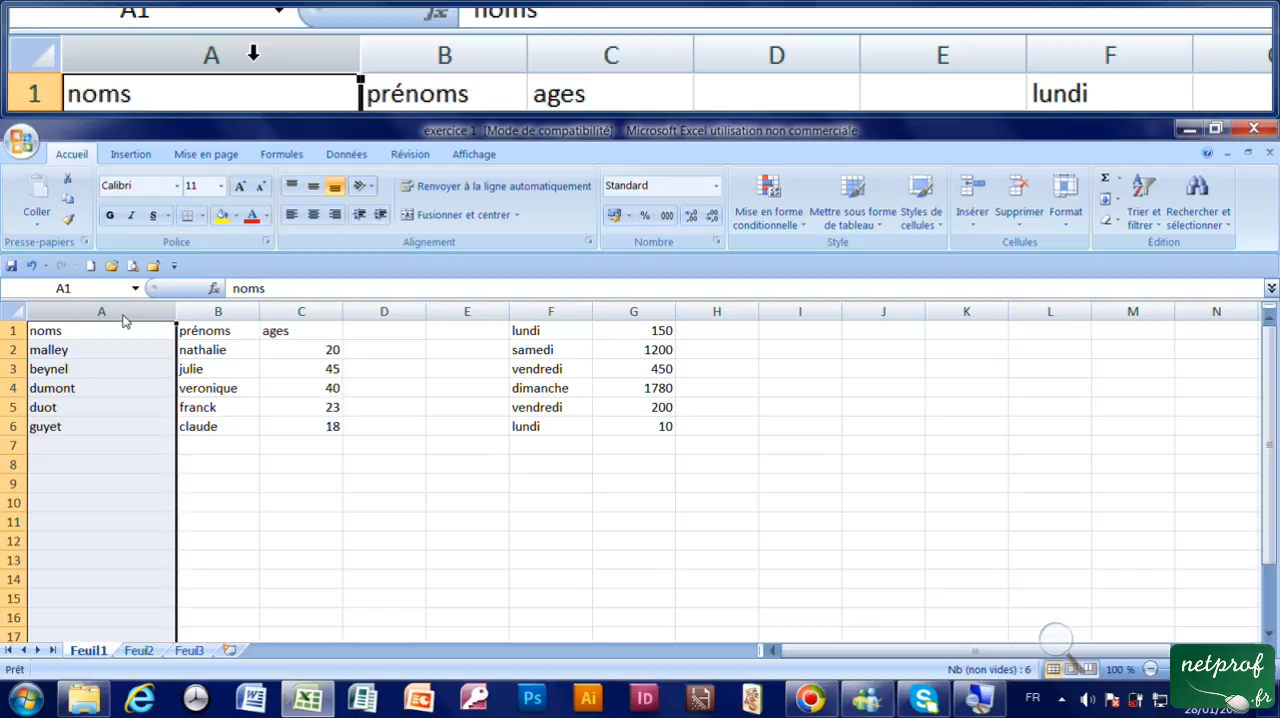 A1 fx noms
A B C D E F
1 noms prénoms ages lundi
exercice 1 [Mode de compatibilité] - Microsoft Excel utilisation non commerciale
Accueil Insertion Mise en page Formules Données Révision Affichage
Coller
Calibri 11
G I S
Renvoyer à la ligne automatiquement
Fusionner et centrer
Standard
% 000
Mise en forme conditionnelle
Mettre sous forme de tableau
Styles de cellules
Insérer Supprimer Format
Σ
Trier et filtrer
Rechercher et sélectionner
Presse-papiers Police Alignement Nombre Style Cellules Édition
A1 fx noms
A B C D E F G H I J K L M N
1 noms prénoms ages lundi 150
2 malley nathalie 20 samedi 1200
3 beynel julie 45 vendredi 450
4 dumont veronique 40 dimanche 1780
5 duot franck 23 vendredi 200
6 guyet claude 18 lundi 10
7
8
9
10
11
12
13
14
15
16
17
Feuil1 Feuil2 Feuil3
Prêt Nb (non vides) : 6 100 %
Ps Ai ID FR
netprof
.fr